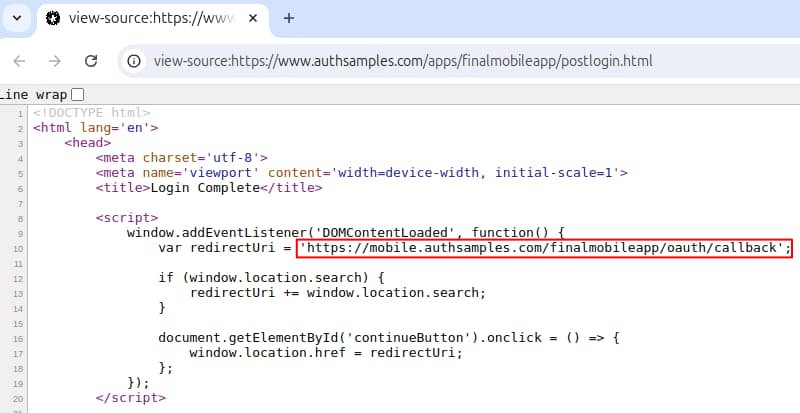 view-source:https://www
view-source:https://www.authsamples.com/apps/finalmobileapp/postlogin.html
Line wrap
1 <!DOCTYPE html>
2 <html lang='en'>
3     <head>
4         <meta charset='utf-8'>
5         <meta name='viewport' content='width=device-width, initial-scale=1'>
6         <title>Login Complete</title>
7
8         <script>
9             window.addEventListener('DOMContentLoaded', function() {
10                 var redirectUri = 'https://mobile.authsamples.com/finalmobileapp/oauth/callback';
11
12                 if (window.location.search) {
13                     redirectUri += window.location.search;
14                 }
15
16                 document.getElementById('continueButton').onclick = () => {
17                     window.location.href = redirectUri;
18                 };
19             });
20         </script>